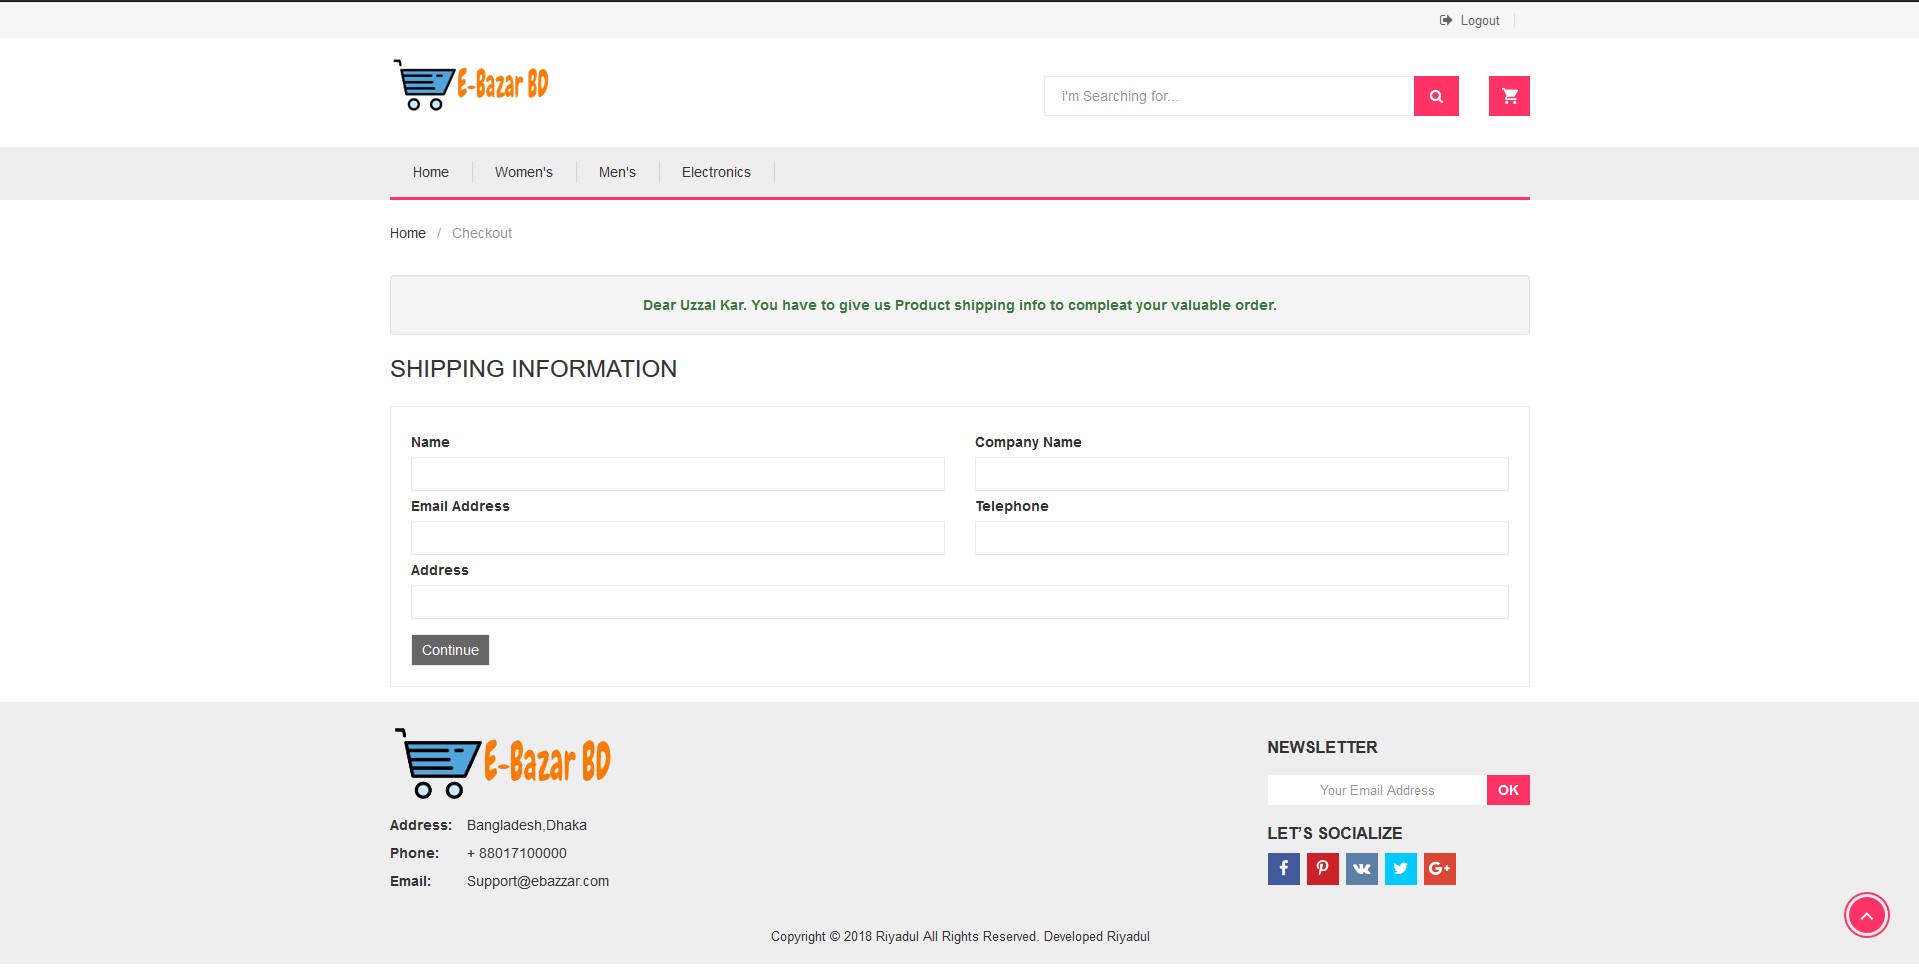 Logout
E-Bazar BD
i'm Searching for...
Home Women's Men's Electronics
Home / Checkout
Dear Uzzal Kar. You have to give us Product shipping info to compleat your valuable order.
SHIPPING INFORMATION
Name Company Name
Email Address Telephone
Address
Continue
E-Bazar BD
NEWSLETTER
Your Email Address OK
Address: Bangladesh,Dhaka
LET'S SOCIALIZE
Phone: + 88017100000
Email: Support@ebazzar.com
Copyright © 2018 Riyadul All Rights Reserved. Developed Riyadul